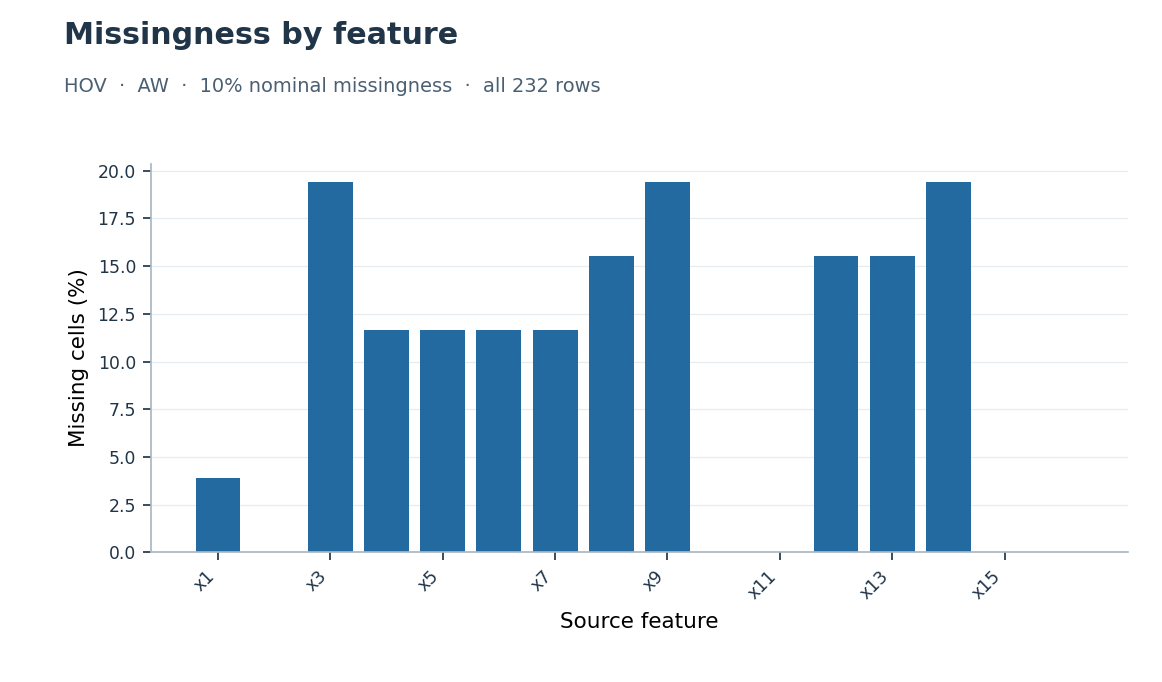 Missingness by feature
HOV · AW · 10% nominal missingness · all 232 rows
Missing cells (%)
20.0
17.5
15.0
12.5
10.0
7.5
5.0
2.5
0.0
x1 x3 x5 x7 x9 x11 x13 x15
Source feature